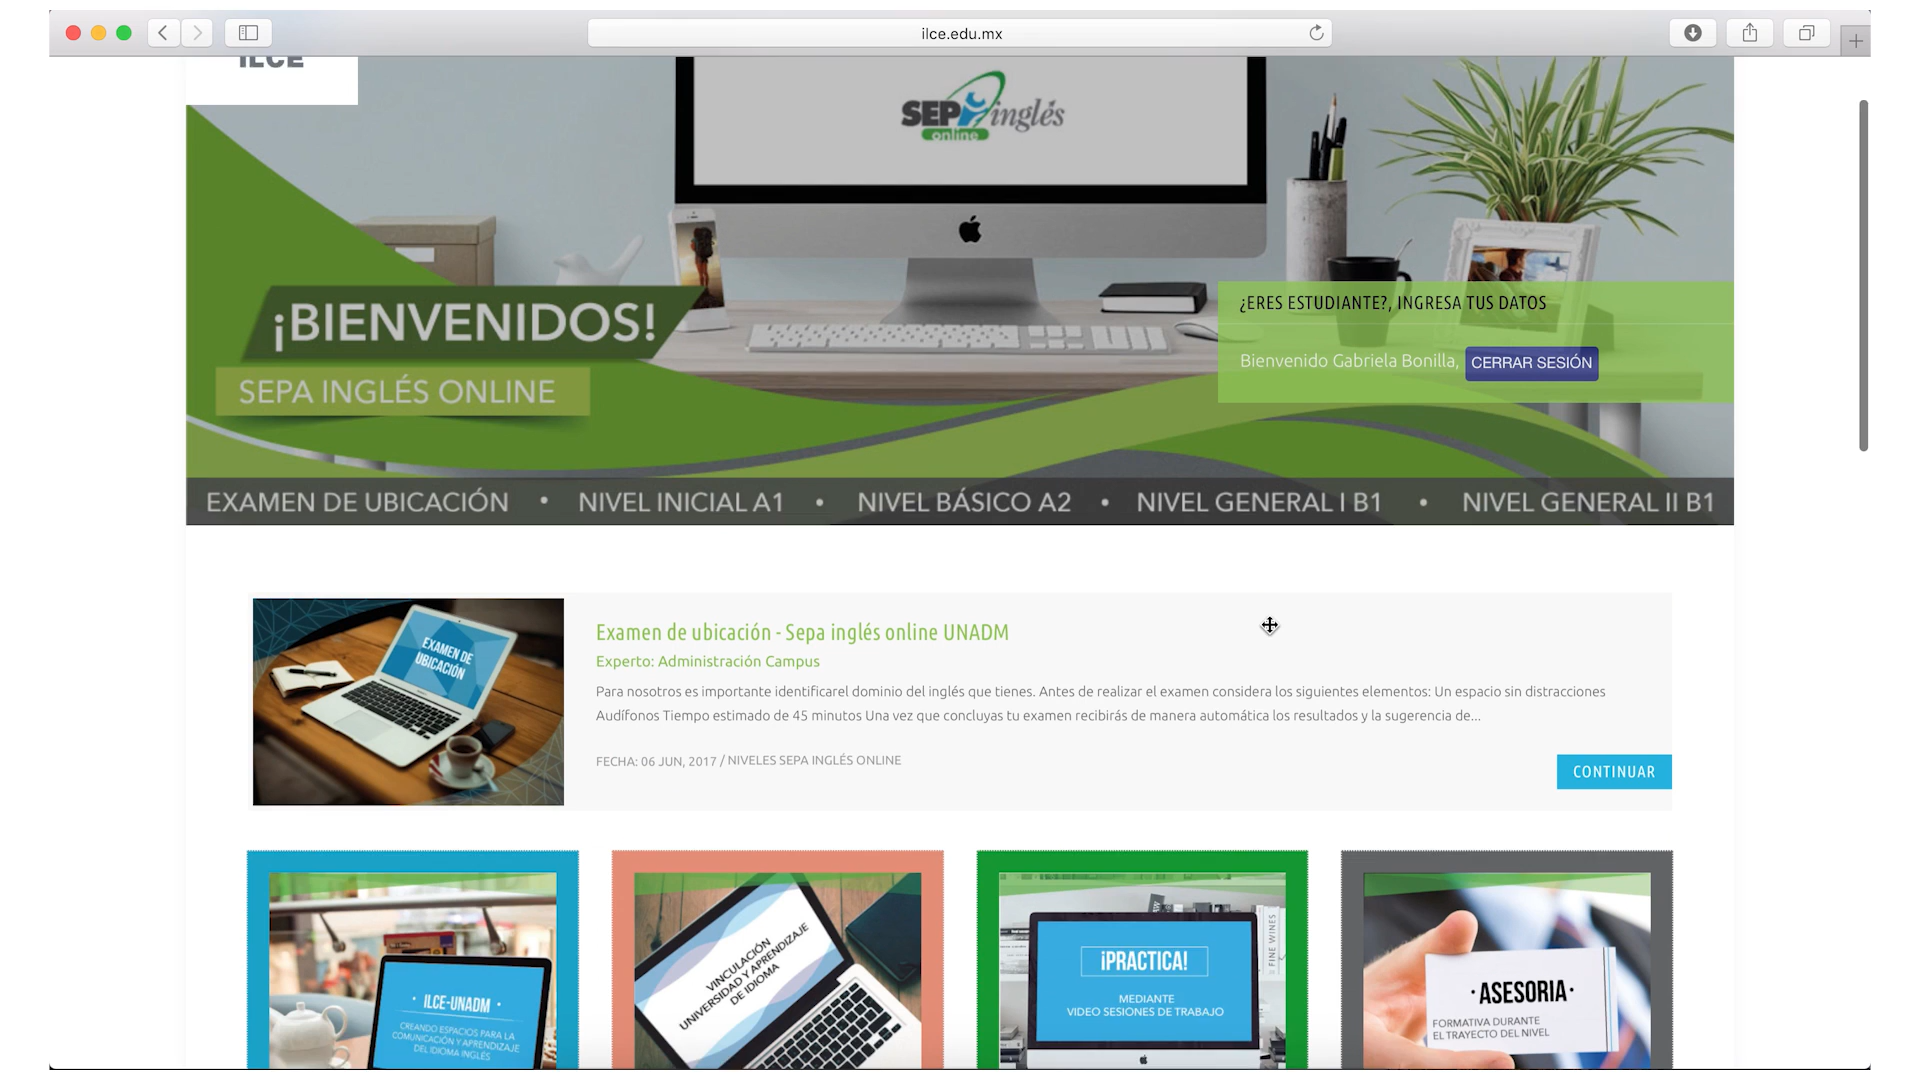 ilce.edu.mx
ILCE
SEPA inglés
online
¡BIENVENIDOS!
SEPA INGLÉS ONLINE
¿ERES ESTUDIANTE?, INGRESA TUS DATOS
Bienvenido Gabriela Bonilla, CERRAR SESIÓN
EXAMEN DE UBICACIÓN • NIVEL INICIAL A1 • NIVEL BÁSICO A2 • NIVEL GENERAL I B1 • NIVEL GENERAL II B1
EXAMEN DE
UBICACIÓN
Examen de ubicación - Sepa inglés online UNADM
Experto: Administración Campus
Para nosotros es importante identificarel dominio del inglés que tienes. Antes de realizar el examen considera los siguientes elementos: Un espacio sin distracciones
Audífonos Tiempo estimado de 45 minutos Una vez que concluyas tu examen recibirás de manera automática los resultados y la sugerencia de...
FECHA: 06 JUN, 2017 / NIVELES SEPA INGLÉS ONLINE
CONTINUAR
· ILCE-UNADM ·
CREANDO ESPACIOS PARA LA
COMUNICACIÓN Y APRENDIZAJE
DEL IDIOMA INGLÉS
VINCULACIÓN
UNIVERSIDAD Y APRENDIZAJE
DE IDIOMA
¡PRACTICA!
MEDIANTE
VIDEO SESIONES DE TRABAJO
FINE WINES
·ASESORIA·
FORMATIVA DURANTE
EL TRAYECTO DEL NIVEL